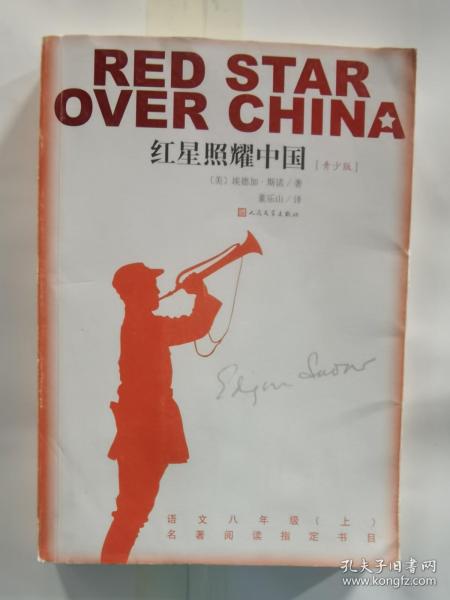 RED STAR
OVER CHINA
红星照耀中国 [青少版]
〔美〕埃德加·斯诺／著
董乐山／译
人民文学出版社
Edgar Snow
语文八年级（上）
名著阅读指定书目
孔夫子旧书网
www.kongfz.com